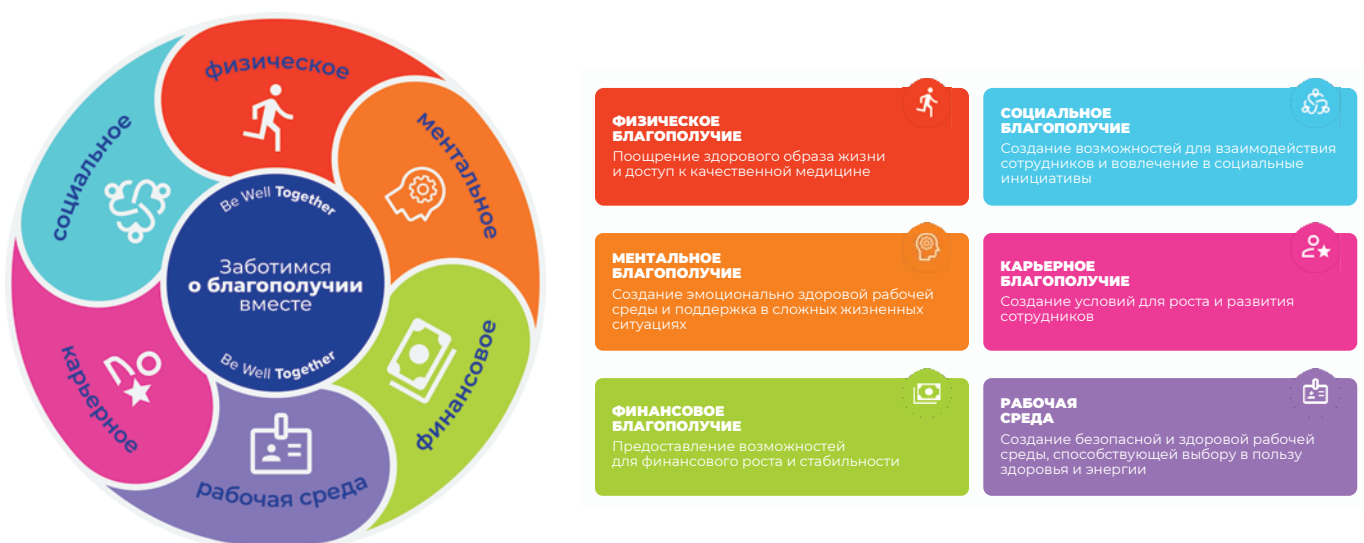 физическое
ментальное
финансовое
рабочая среда
карьерное
социальное
Be Well Together
Заботимся
о благополучии
вместе
Be Well Together
ФИЗИЧЕСКОЕ
БЛАГОПОЛУЧИЕ
Поощрение здорового образа жизни
и доступ к качественной медицине
СОЦИАЛЬНОЕ
БЛАГОПОЛУЧИЕ
Создание возможностей для взаимодействия
сотрудников и вовлечение в социальные
инициативы
МЕНТАЛЬНОЕ
БЛАГОПОЛУЧИЕ
Создание эмоционально здоровой рабочей
среды и поддержка в сложных жизненных
ситуациях
КАРЬЕРНОЕ
БЛАГОПОЛУЧИЕ
Создание условий для роста и развития
сотрудников
ФИНАНСОВОЕ
БЛАГОПОЛУЧИЕ
Предоставление возможностей
для финансового роста и стабильности
РАБОЧАЯ
СРЕДА
Создание безопасной и здоровой рабочей
среды, способствующей выбору в пользу
здоровья и энергии